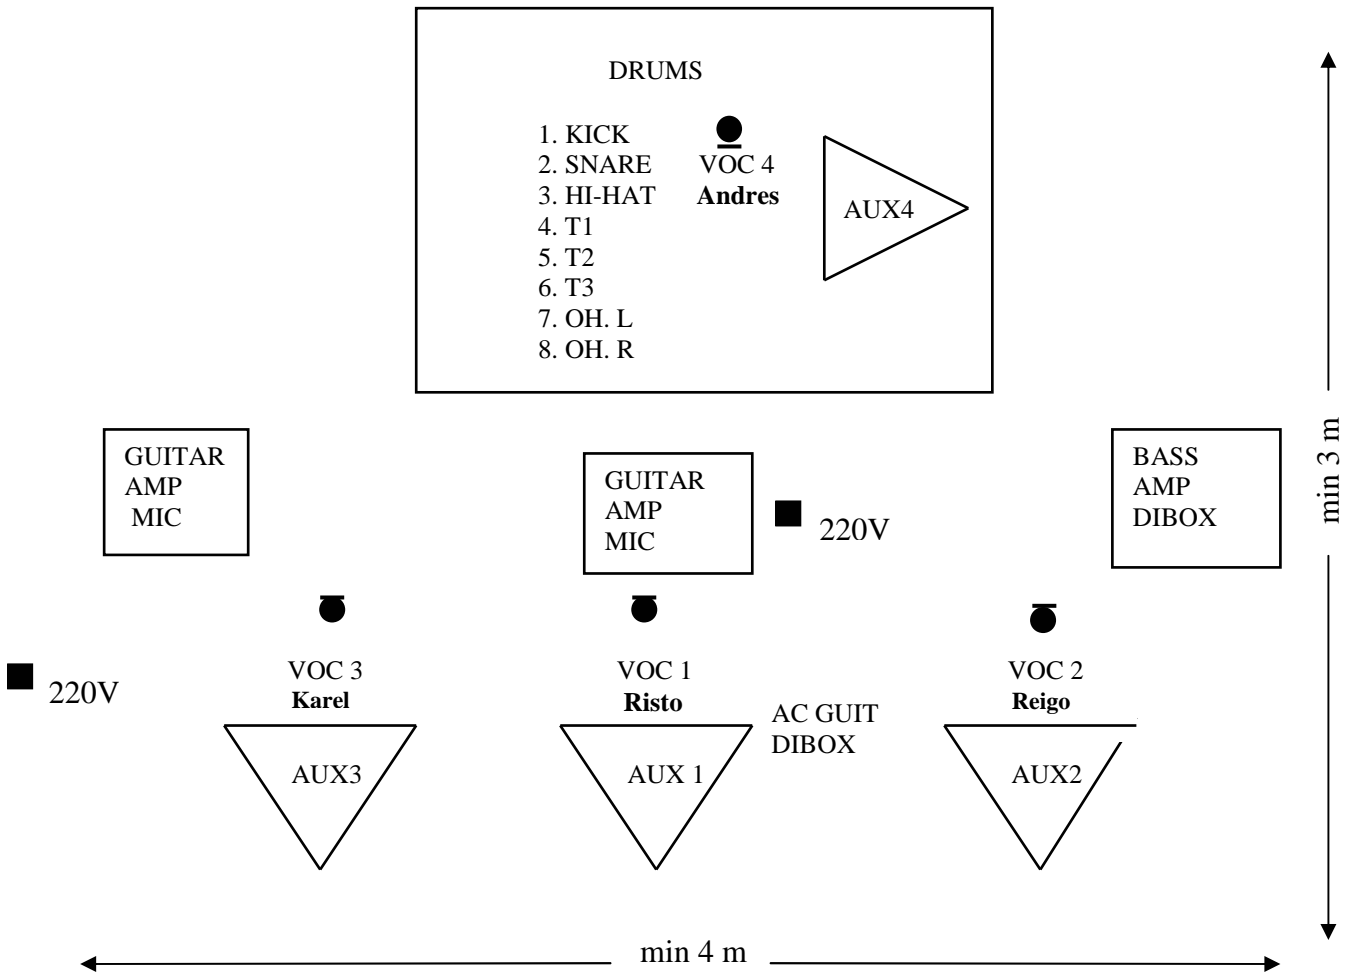 DRUMS
1. KICK
2. SNARE
3. HI-HAT
4. T1
5. T2
6. T3
7. OH. L
8. OH. R
VOC 4
Andres
AUX4
GUITAR
AMP
MIC
GUITAR
AMP
MIC
220V
BASS
AMP
DIBOX
min 3 m
220V
VOC 3
Karel
AUX3
VOC 1
Risto
AUX 1
AC GUIT
DIBOX
VOC 2
Reigo
AUX2
min 4 m